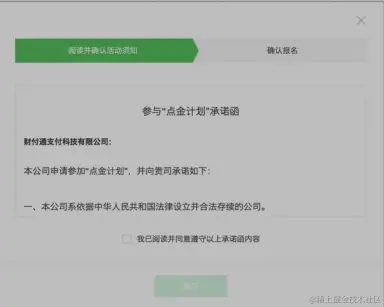 阅读并确认活动须知
确认报名
参与“点金计划”承诺函
财付通支付科技有限公司：
本公司申请参加“点金计划”，并向贵司承诺如下：
一、本公司系依据中华人民共和国法律设立并合法存续的公司。
我已阅读并同意遵守以上承诺函内容
@稀土掘金技术社区